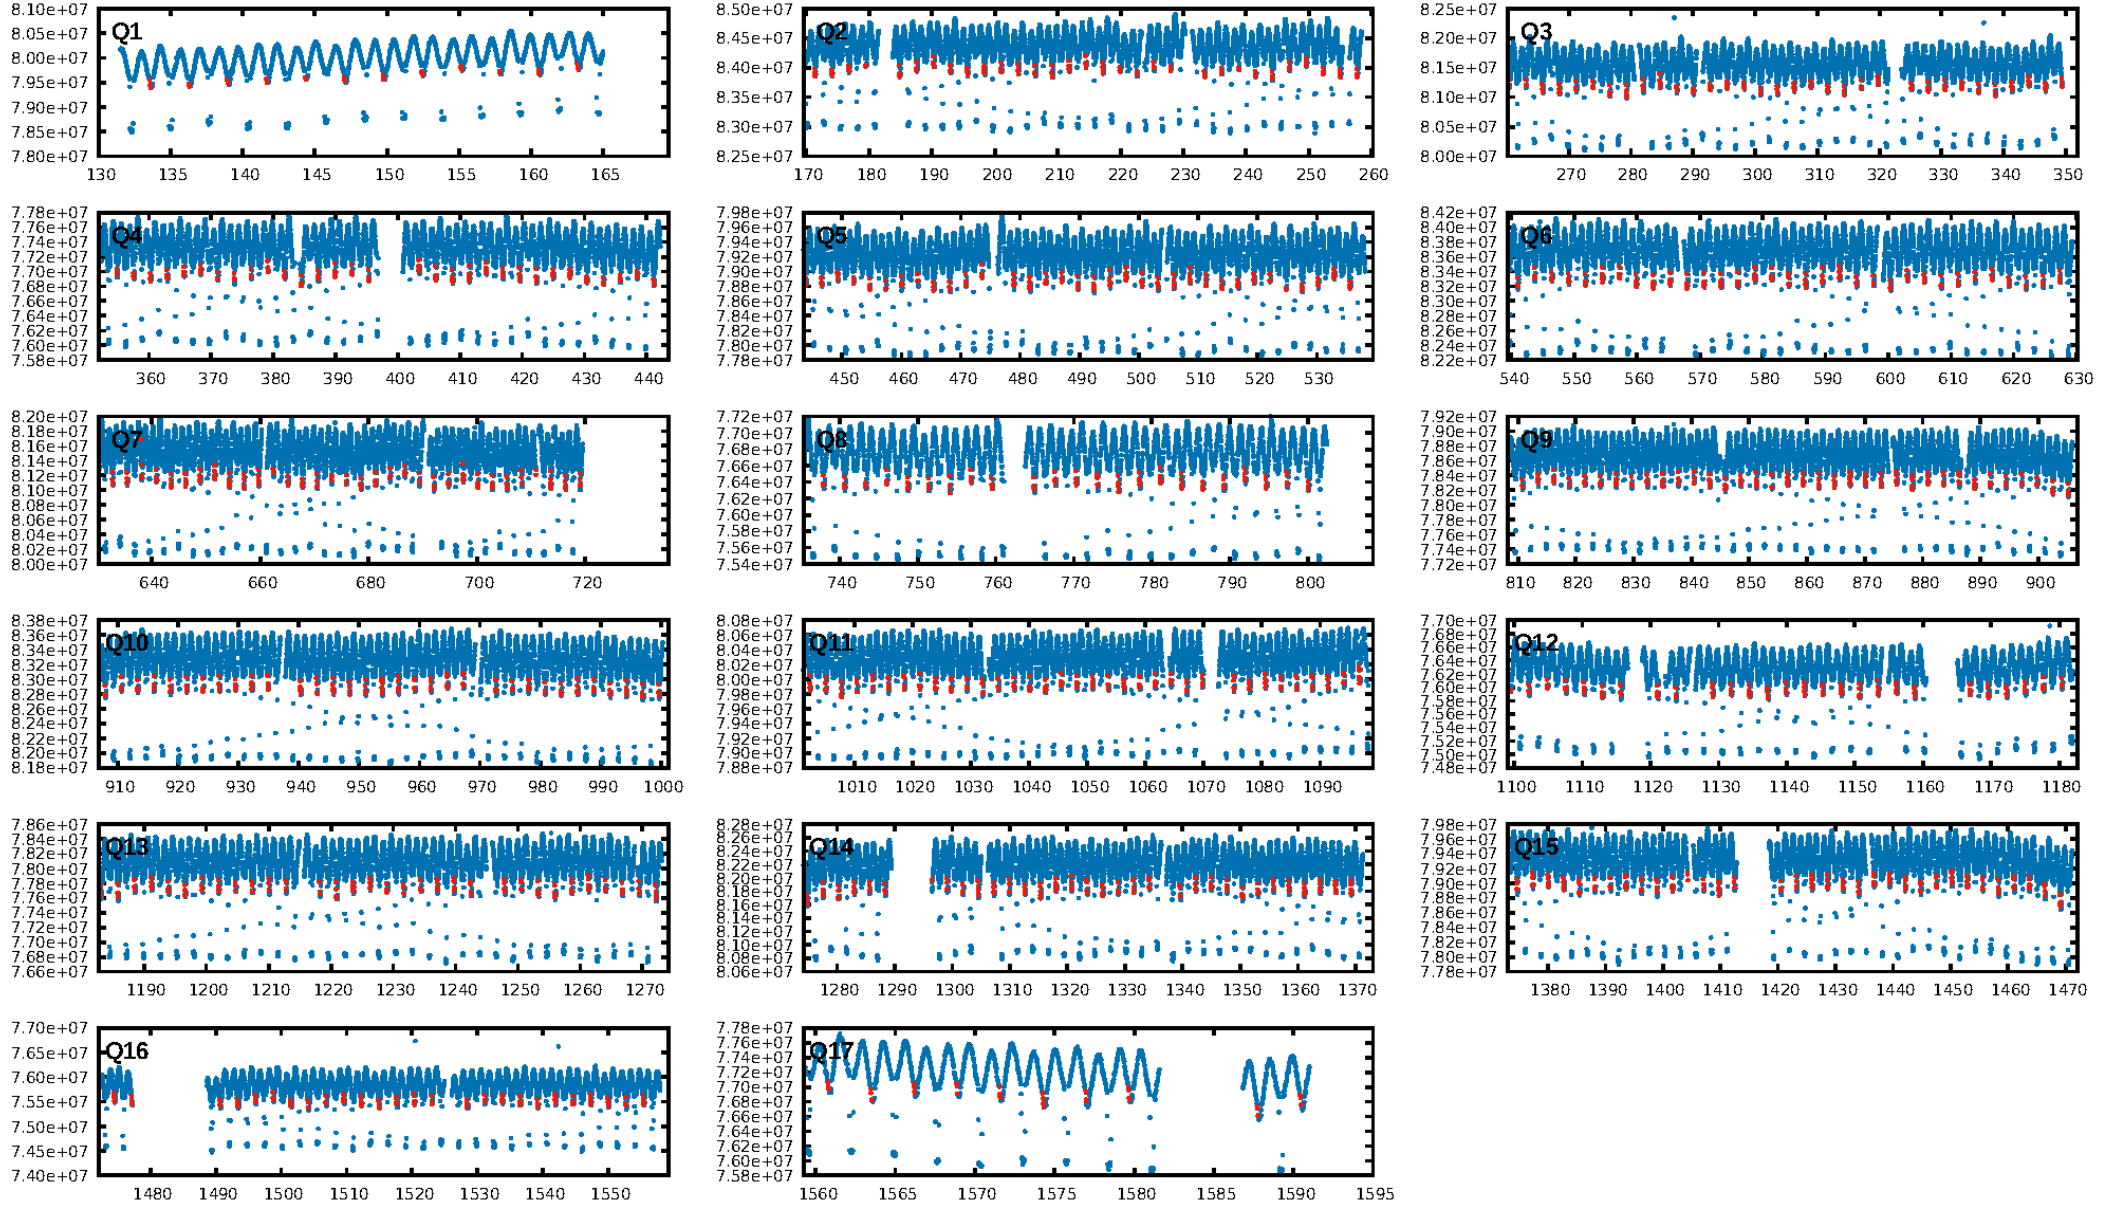 8.10e+07
8.05e+07
8.00e+07
7.95e+07
7.90e+07
7.85e+07
7.80e+07
Q1
130 135 140 145 150 155 160 165
8.50e+07
8.45e+07
8.40e+07
8.35e+07
8.30e+07
8.25e+07
Q2
170 180 190 200 210 220 230 240 250 260
8.25e+07
8.20e+07
8.15e+07
8.10e+07
8.05e+07
8.00e+07
Q3
270 280 290 300 310 320 330 340 350
7.78e+07
7.76e+07
7.74e+07
7.72e+07
7.70e+07
7.68e+07
7.66e+07
7.64e+07
7.62e+07
7.60e+07
7.58e+07
Q4
360 370 380 390 400 410 420 430 440
7.98e+07
7.96e+07
7.94e+07
7.92e+07
7.90e+07
7.88e+07
7.86e+07
7.84e+07
7.82e+07
7.80e+07
7.78e+07
Q5
450 460 470 480 490 500 510 520 530
8.42e+07
8.40e+07
8.38e+07
8.36e+07
8.34e+07
8.32e+07
8.30e+07
8.28e+07
8.26e+07
8.24e+07
8.22e+07
Q6
540 550 560 570 580 590 600 610 620 630
8.20e+07
8.18e+07
8.16e+07
8.14e+07
8.12e+07
8.10e+07
8.08e+07
8.06e+07
8.04e+07
8.02e+07
8.00e+07
Q7
640 660 680 700 720
7.72e+07
7.70e+07
7.68e+07
7.66e+07
7.64e+07
7.62e+07
7.60e+07
7.58e+07
7.56e+07
7.54e+07
Q8
740 750 760 770 780 790 800
7.92e+07
7.90e+07
7.88e+07
7.86e+07
7.84e+07
7.82e+07
7.80e+07
7.78e+07
7.76e+07
7.74e+07
7.72e+07
Q9
810 820 830 840 850 860 870 880 890 900
8.38e+07
8.36e+07
8.34e+07
8.32e+07
8.30e+07
8.28e+07
8.26e+07
8.24e+07
8.22e+07
8.20e+07
8.18e+07
Q10
910 920 930 940 950 960 970 980 990 1000
8.08e+07
8.06e+07
8.04e+07
8.02e+07
8.00e+07
7.98e+07
7.96e+07
7.94e+07
7.92e+07
7.90e+07
7.88e+07
Q11
1010 1020 1030 1040 1050 1060 1070 1080 1090
7.70e+07
7.68e+07
7.66e+07
7.64e+07
7.62e+07
7.60e+07
7.58e+07
7.56e+07
7.54e+07
7.52e+07
7.50e+07
7.48e+07
Q12
1100 1110 1120 1130 1140 1150 1160 1170 1180
7.86e+07
7.84e+07
7.82e+07
7.80e+07
7.78e+07
7.76e+07
7.74e+07
7.72e+07
7.70e+07
7.68e+07
7.66e+07
Q13
1190 1200 1210 1220 1230 1240 1250 1260 1270
8.28e+07
8.26e+07
8.24e+07
8.22e+07
8.20e+07
8.18e+07
8.16e+07
8.14e+07
8.12e+07
8.10e+07
8.08e+07
8.06e+07
Q14
1280 1290 1300 1310 1320 1330 1340 1350 1360 1370
7.98e+07
7.96e+07
7.94e+07
7.92e+07
7.90e+07
7.88e+07
7.86e+07
7.84e+07
7.82e+07
7.80e+07
7.78e+07
Q15
1380 1390 1400 1410 1420 1430 1440 1450 1460 1470
7.70e+07
7.65e+07
7.60e+07
7.55e+07
7.50e+07
7.45e+07
7.40e+07
Q16
1480 1490 1500 1510 1520 1530 1540 1550
7.78e+07
7.76e+07
7.74e+07
7.72e+07
7.70e+07
7.68e+07
7.66e+07
7.64e+07
7.62e+07
7.60e+07
7.58e+07
Q17
1560 1565 1570 1575 1580 1585 1590 1595